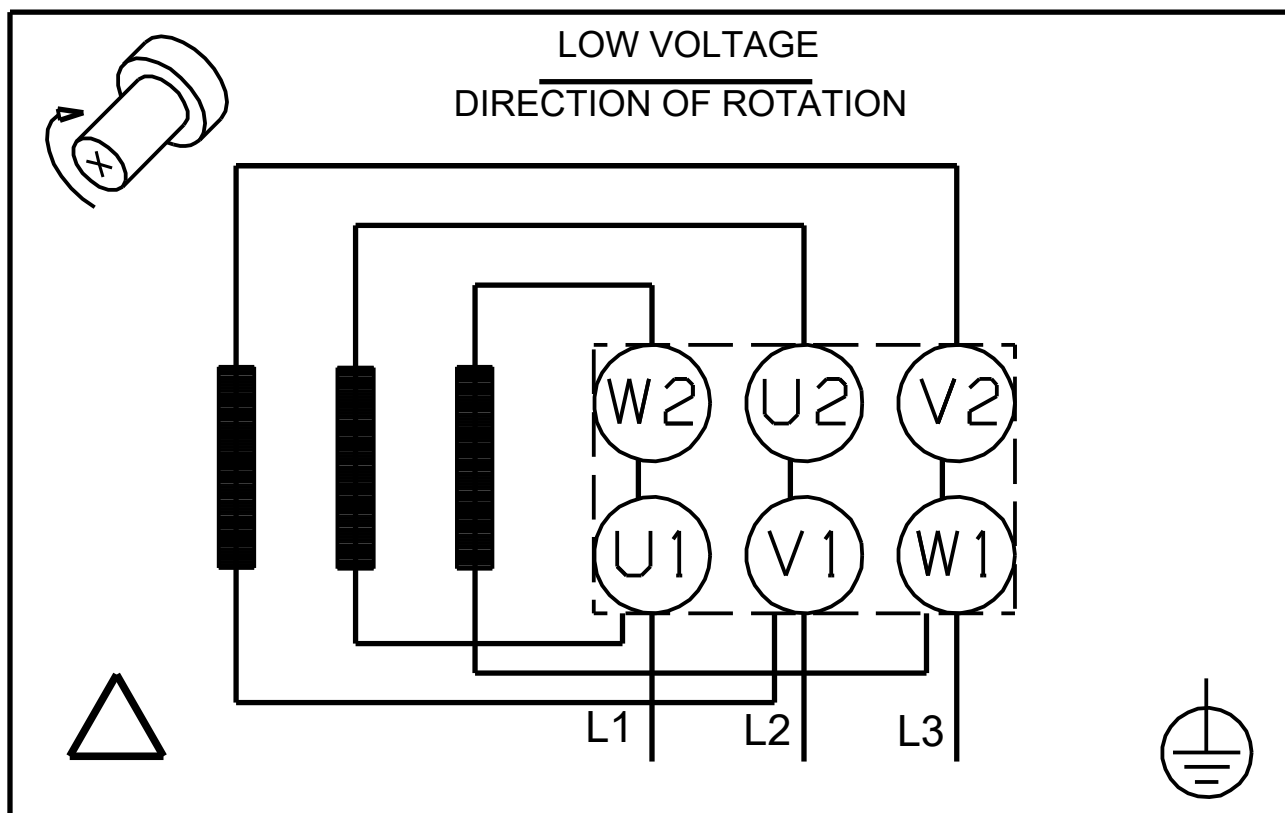 LOW VOLTAGE
DIRECTION OF ROTATION
W2 U2 V2
U1 V1 W1
L1 L2 L3